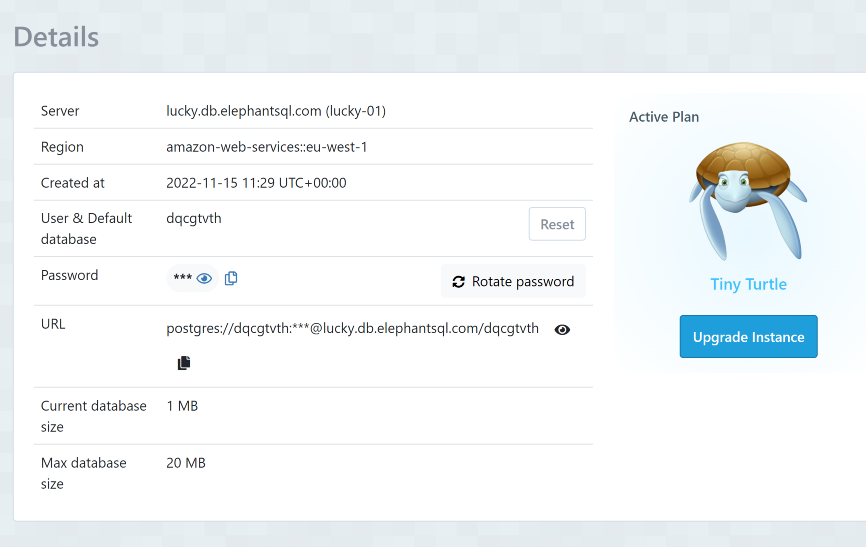 Details
Server lucky.db.elephantsql.com (lucky-01)
Region amazon-web-services::eu-west-1
Created at 2022-11-15 11:29 UTC+00:00
User & Default
database
dqcgtvth
Reset
Password *** Rotate password
URL postgres://dqcgtvth:***@lucky.db.elephantsql.com/dqcgtvth
Current database
size
1 MB
Max database
size
20 MB
Active Plan
Tiny Turtle
Upgrade Instance